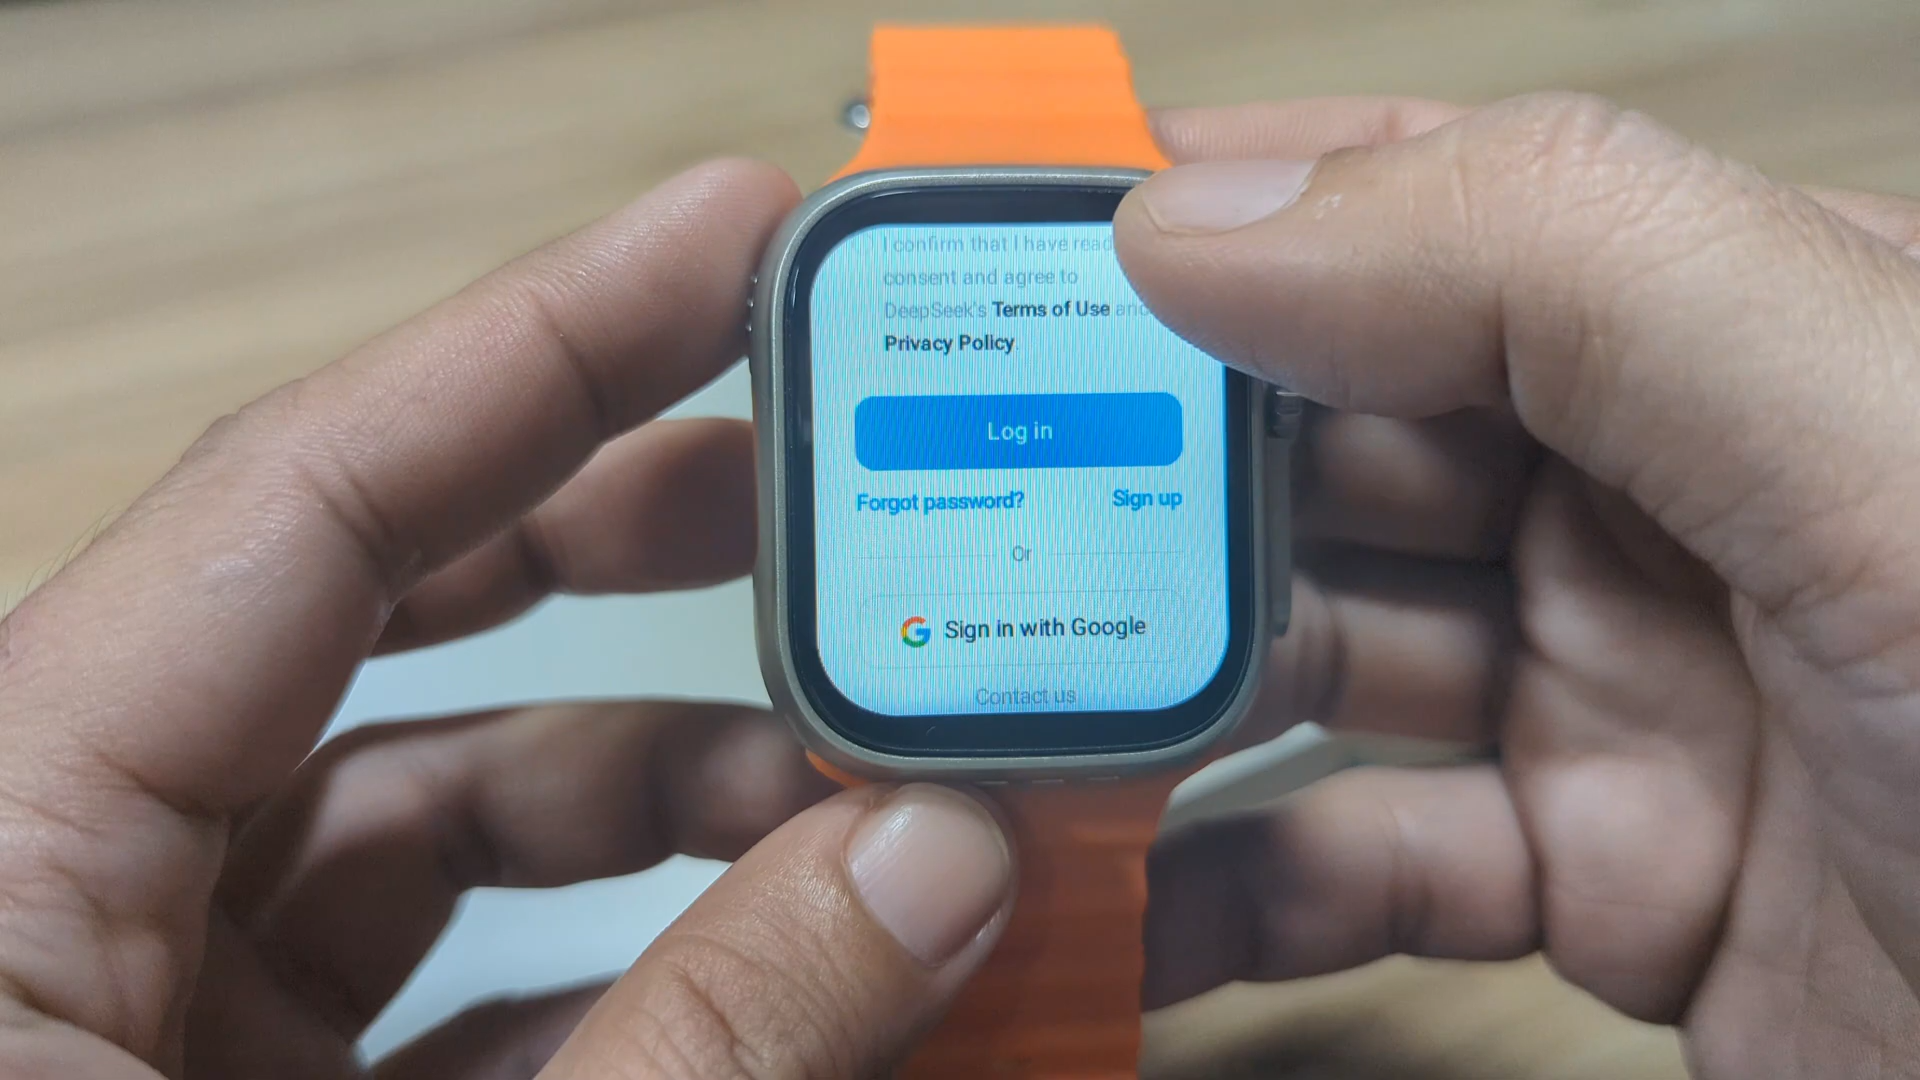 I confirm that I have read
consent and agree to
DeepSeek's Terms of Use and
Privacy Policy.
Log in
Forgot password?
Sign up
Or
Sign in with Google
Contact us